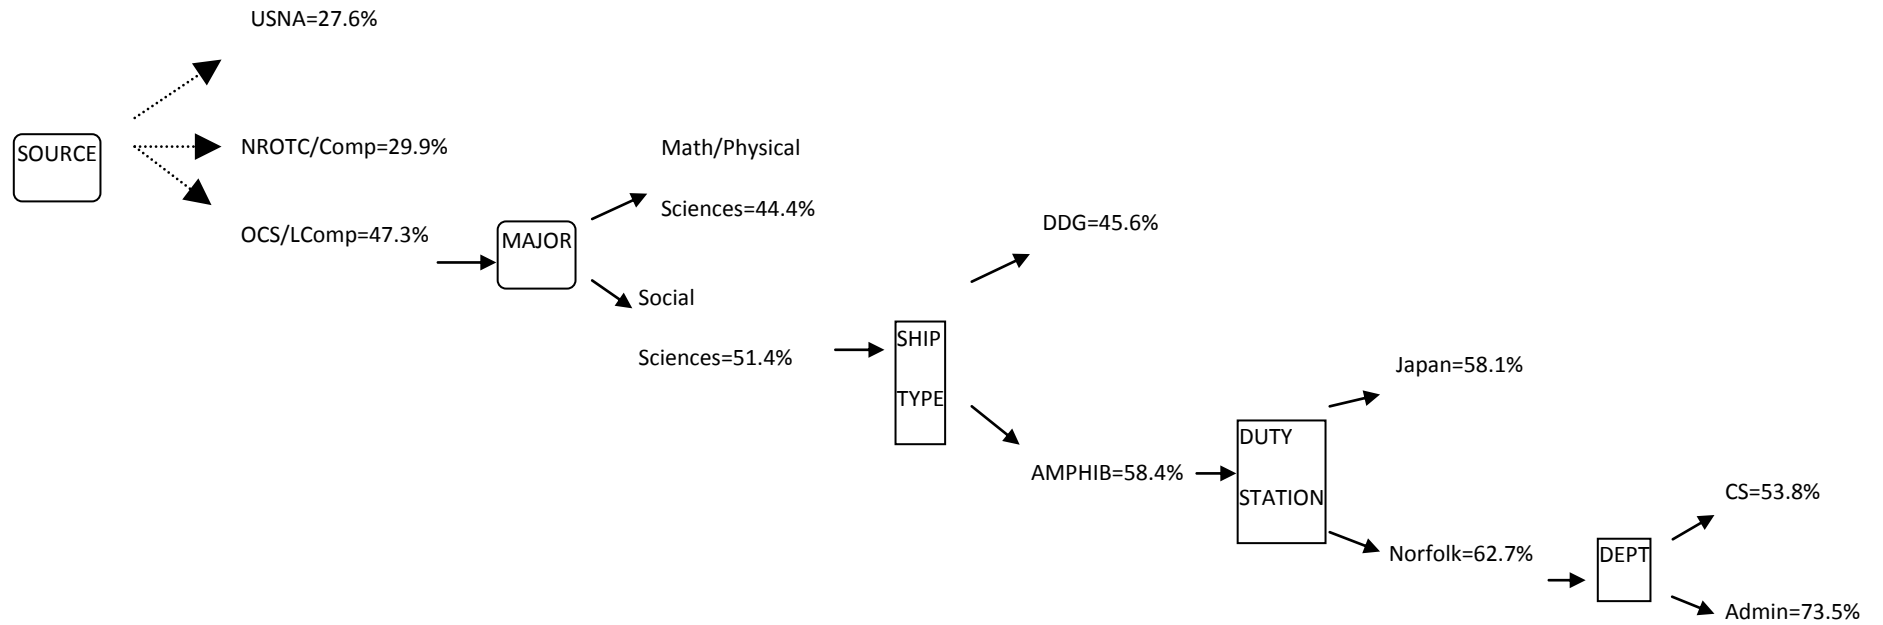 USNA=27.6%
SOURCE
NROTC/Comp=29.9%
OCS/LComp=47.3%
MAJOR
Math/Physical
Sciences=44.4%
Social
Sciences=51.4%
SHIP
TYPE
DDG=45.6%
AMPHIB=58.4%
DUTY
STATION
Japan=58.1%
Norfolk=62.7%
DEPT
CS=53.8%
Admin=73.5%